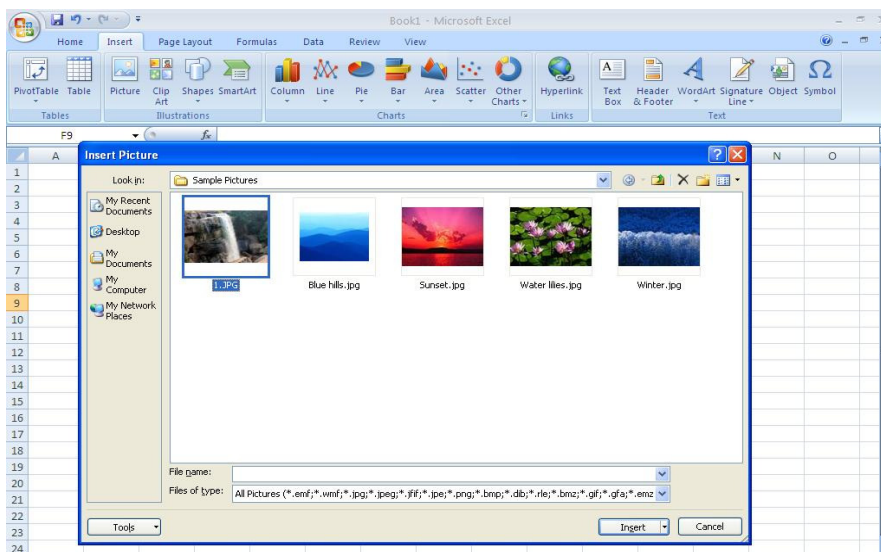 Book1 - Microsoft Excel
Home Insert Page Layout Formulas Data Review View
PivotTable Table Picture Clip Art Shapes SmartArt Column Line Pie Bar Area Scatter Other Charts Hyperlink Text Box Header & Footer WordArt Signature Line Object Symbol
Tables Illustrations Charts Links Text
F9 fx
A N O
Insert Picture
Look in: Sample Pictures
My Recent Documents
Desktop
My Documents
My Computer
My Network Places
1.JPG Blue hills.jpg Sunset.jpg Water lilies.jpg Winter.jpg
File name:
Files of type: All Pictures (*.emf;*.wmf;*.jpg;*.jpeg;*.jfif;*.jpe;*.png;*.bmp;*.dib;*.rle;*.bmz;*.gif;*.gfa;*.emz
Tools Insert Cancel
1
2
3
4
5
6
7
8
9
10
11
12
13
14
15
16
17
18
19
20
21
22
23
24